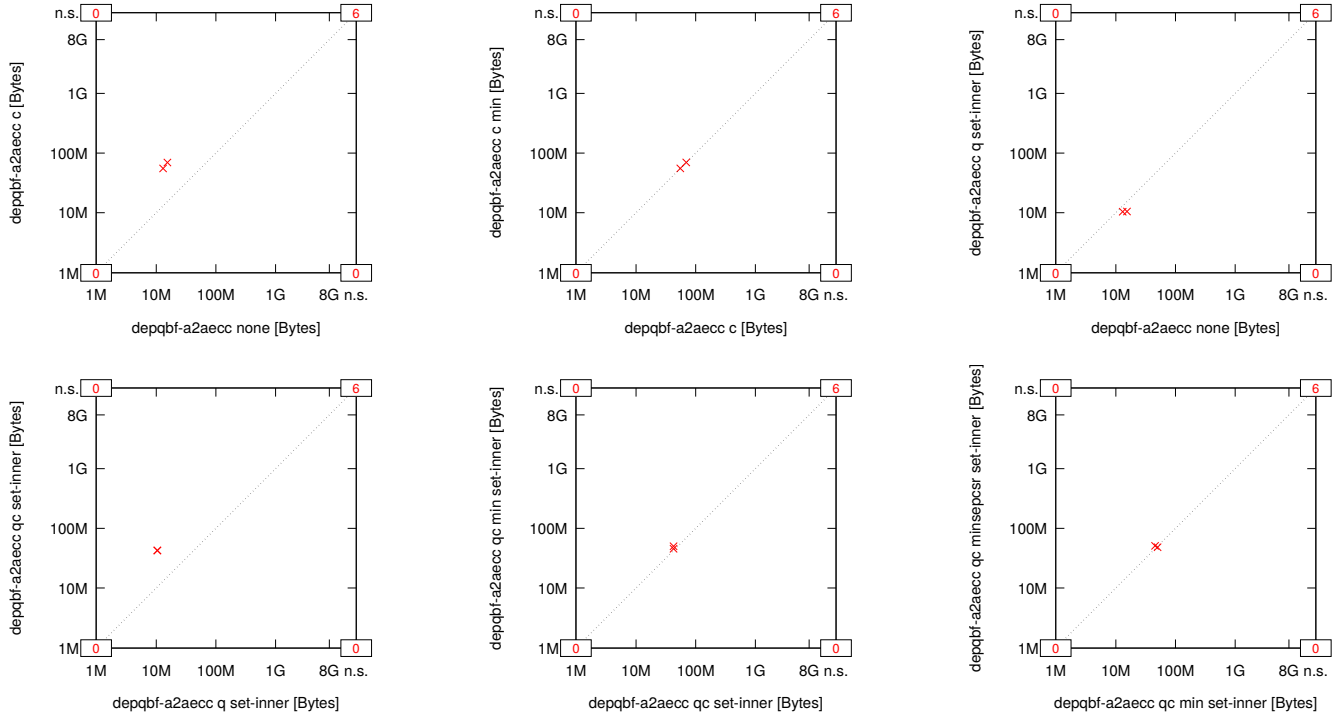 n.s. 0 6
8G
1G
100M
10M
1M 0 0
1M 10M 100M 1G 8G n.s.
depqbf-a2aecc c [Bytes]
depqbf-a2aecc none [Bytes]
n.s. 0 6
8G
1G
100M
10M
1M 0 0
1M 10M 100M 1G 8G n.s.
depqbf-a2aecc c min [Bytes]
depqbf-a2aecc c [Bytes]
n.s. 0 6
8G
1G
100M
10M
1M 0 0
1M 10M 100M 1G 8G n.s.
depqbf-a2aecc q set-inner [Bytes]
depqbf-a2aecc none [Bytes]
n.s. 0 6
8G
1G
100M
10M
1M 0 0
1M 10M 100M 1G 8G n.s.
depqbf-a2aecc qc set-inner [Bytes]
depqbf-a2aecc q set-inner [Bytes]
n.s. 0 6
8G
1G
100M
10M
1M 0 0
1M 10M 100M 1G 8G n.s.
depqbf-a2aecc qc min set-inner [Bytes]
depqbf-a2aecc qc set-inner [Bytes]
n.s. 0 6
8G
1G
100M
10M
1M 0 0
1M 10M 100M 1G 8G n.s.
depqbf-a2aecc qc minsepcsr set-inner [Bytes]
depqbf-a2aecc qc min set-inner [Bytes]